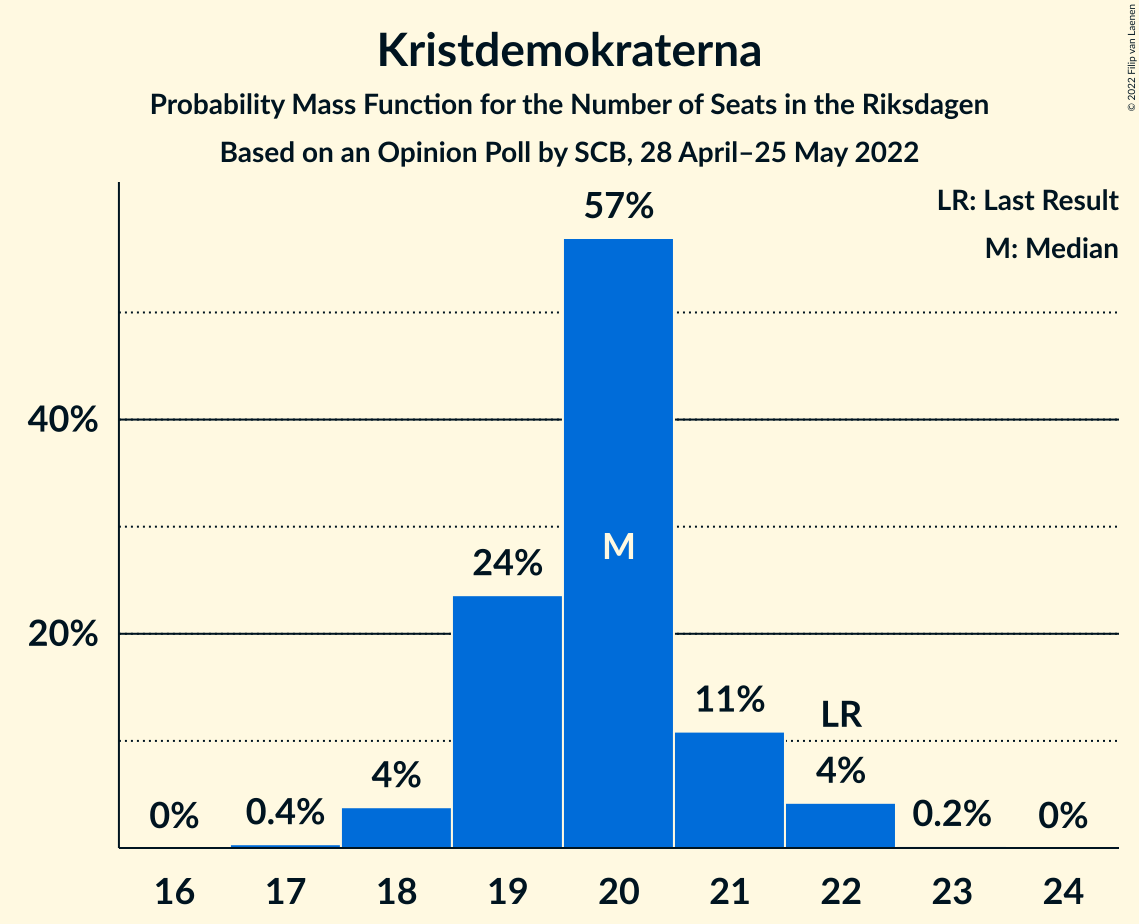 Kristdemokraterna
Probability Mass Function for the Number of Seats in the Riksdagen
Based on an Opinion Poll by SCB, 28 April–25 May 2022
© 2022 Filip van Laenen
LR: Last Result
M: Median
57%
40%
M
24%
20%
11%
LR
4%
4%
0%
0.4%
0.2%
0%
16 17 18 19 20 21 22 23 24